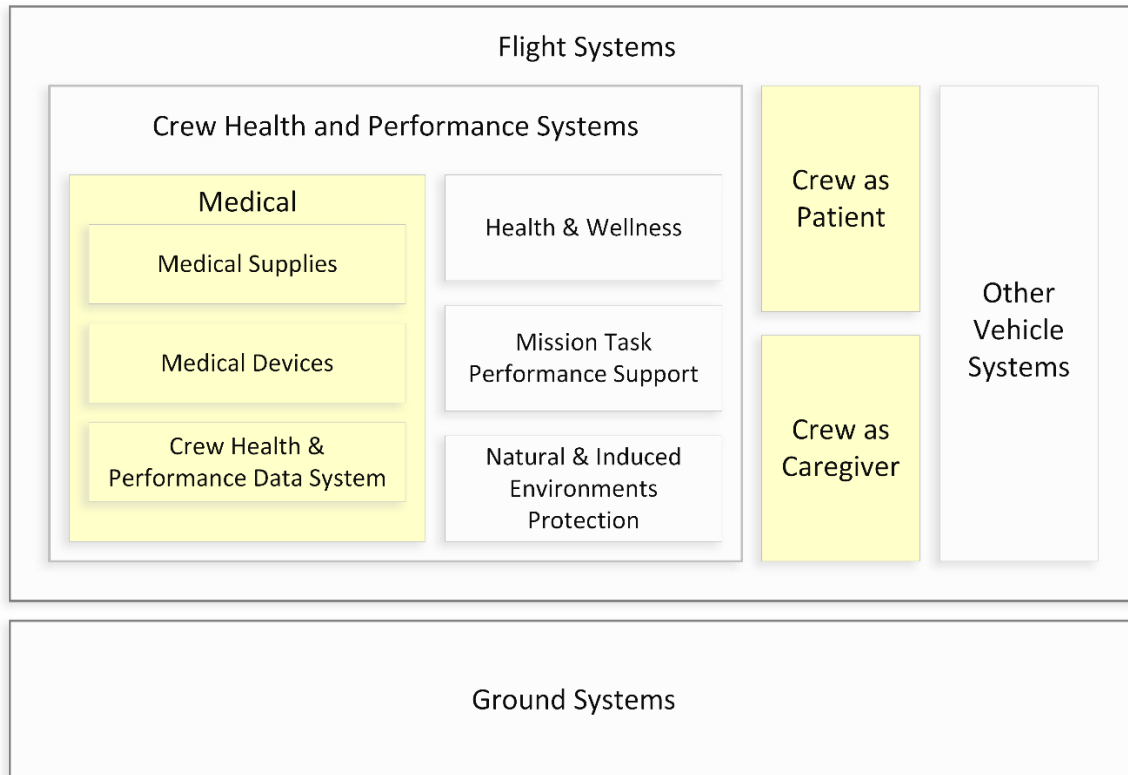 Flight Systems
Crew Health and Performance Systems
Medical
Medical Supplies
Medical Devices
Crew Health &
Performance Data System
Health & Wellness
Mission Task
Performance Support
Natural & Induced
Environments
Protection
Crew as
Patient
Crew as
Caregiver
Other
Vehicle
Systems
Ground Systems